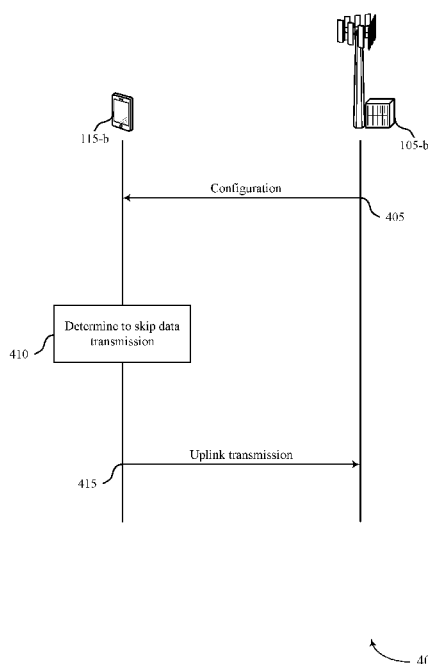 115-b
105-b
Configuration
405
Determine to skip data
transmission
410
Uplink transmission
415